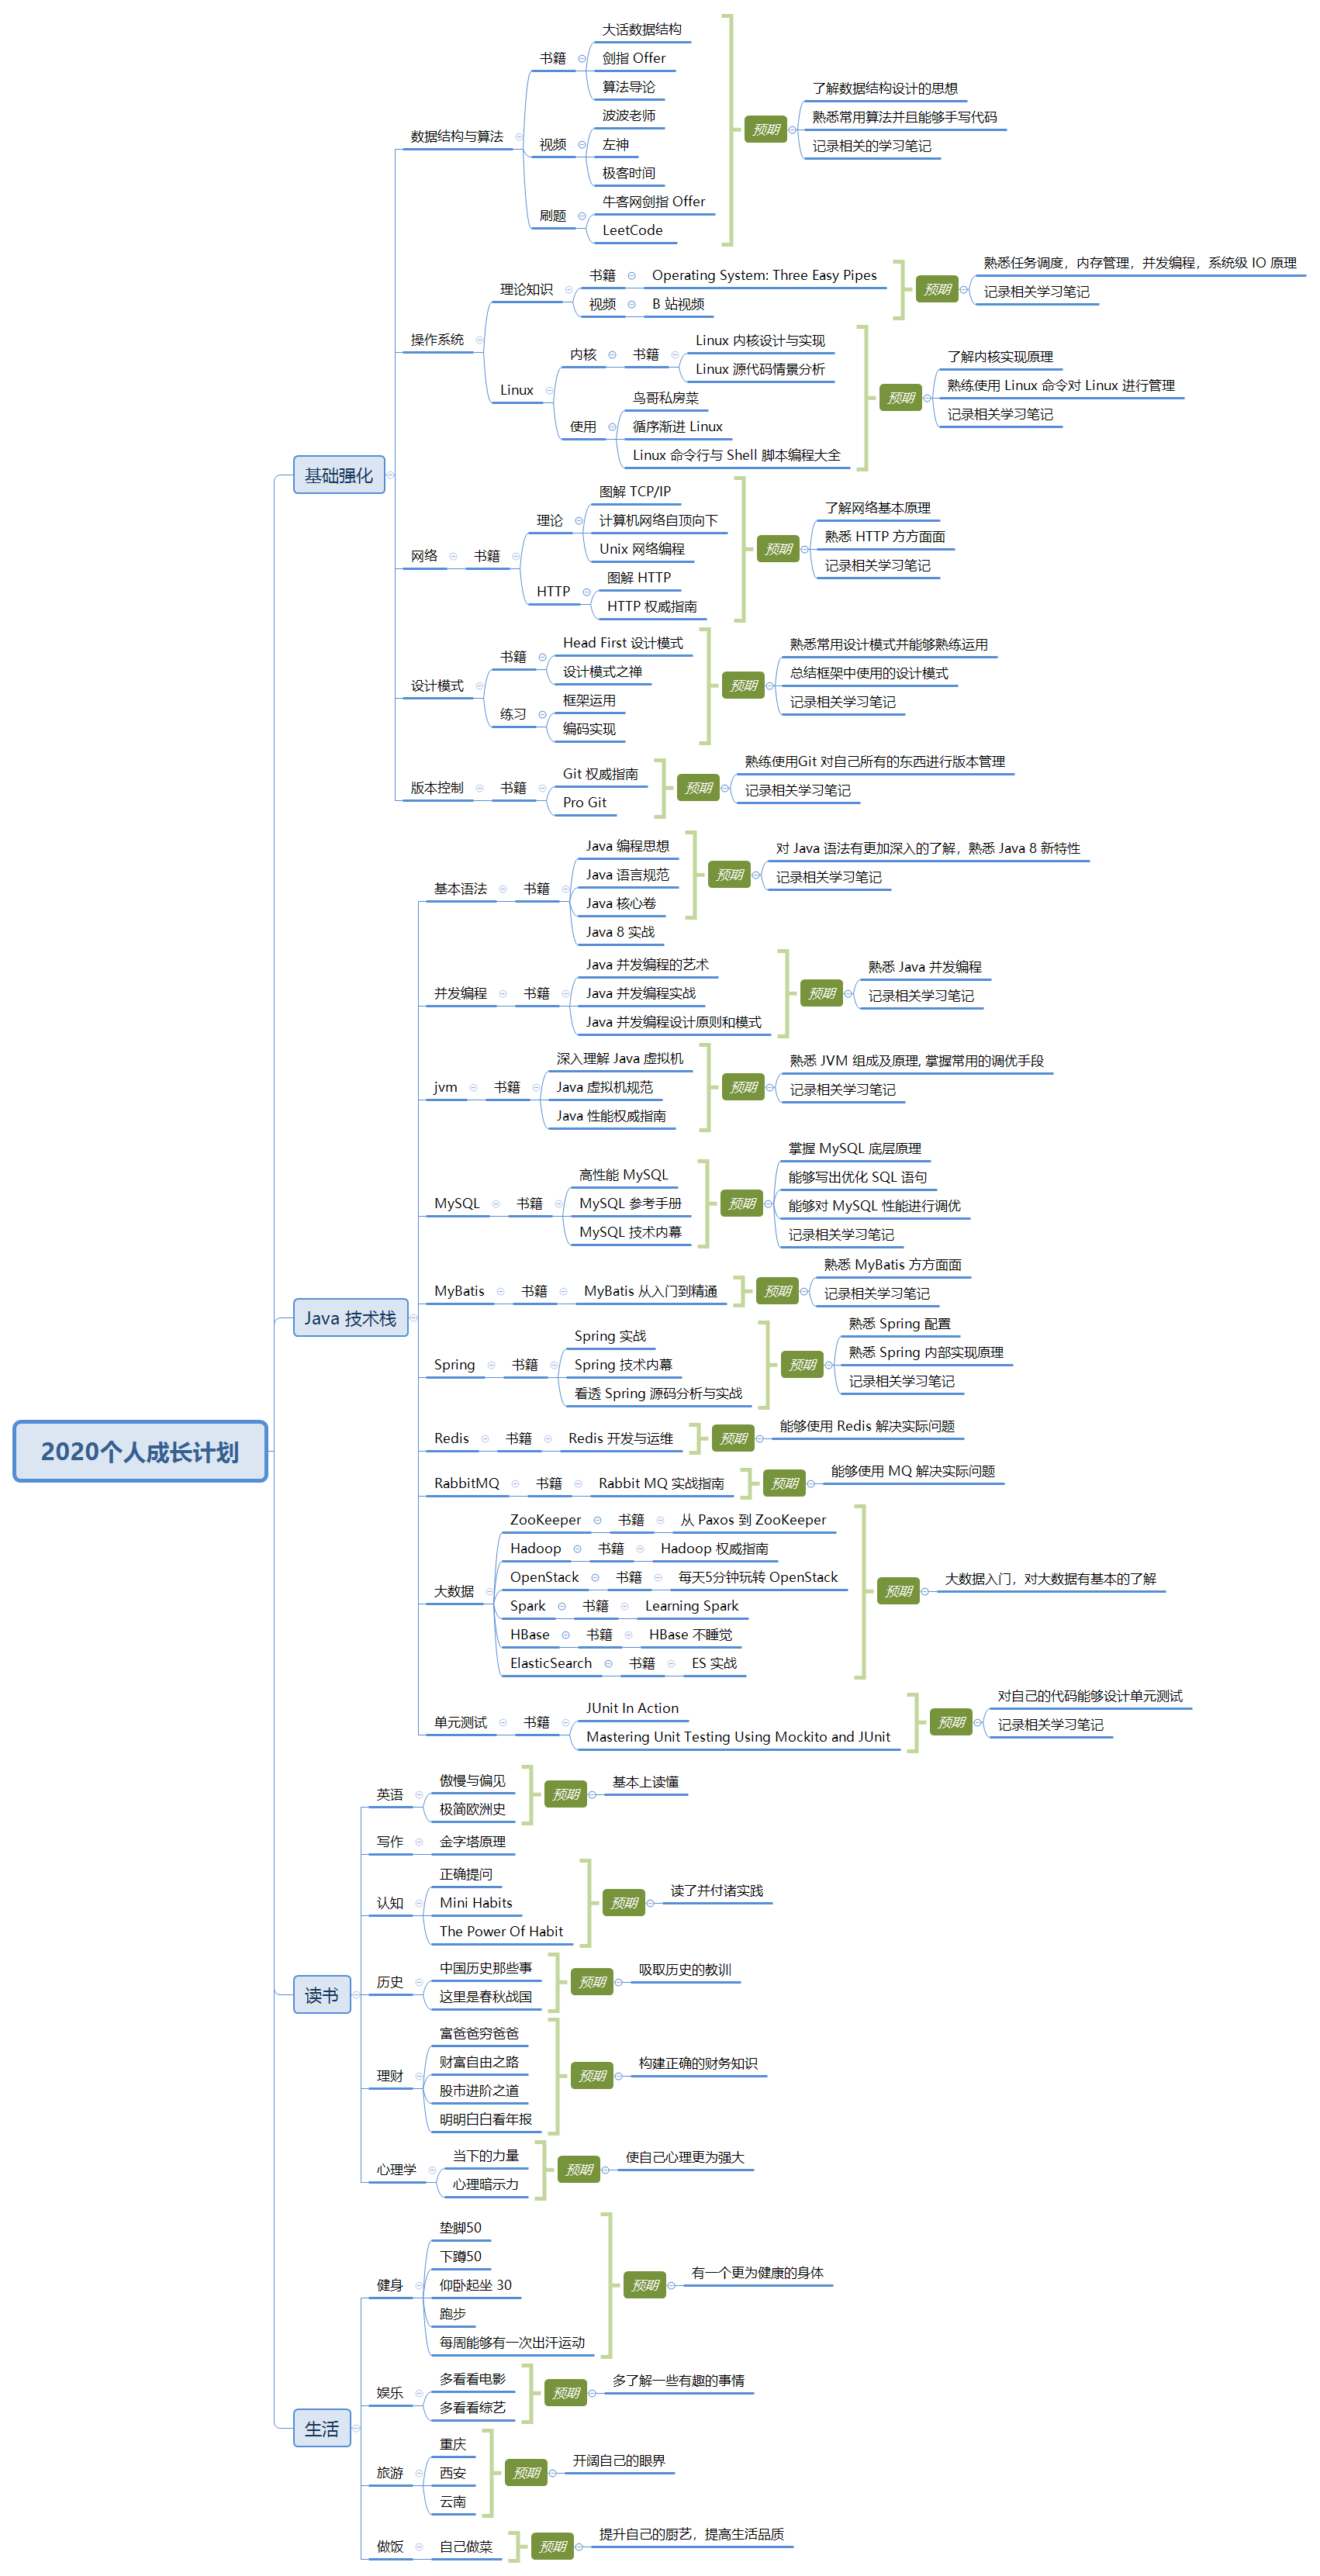 2020个人成长计划
基础强化
数据结构与算法
书籍
大话数据结构
剑指 Offer
算法导论
视频
波波老师
左神
极客时间
刷题
牛客网剑指 Offer
LeetCode
预期
了解数据结构设计的思想
熟悉常用算法并且能够手写代码
记录相关的学习笔记
操作系统
理论知识
书籍
Operating System: Three Easy Pipes
视频
B 站视频
预期
熟悉任务调度，内存管理，并发编程，系统级 IO 原理
记录相关学习笔记
Linux
内核
书籍
Linux 内核设计与实现
Linux 源代码情景分析
使用
鸟哥私房菜
循序渐进 Linux
Linux 命令行与 Shell 脚本编程大全
预期
了解内核实现原理
熟练使用 Linux 命令对 Linux 进行管理
记录相关学习笔记
网络
书籍
理论
图解 TCP/IP
计算机网络自顶向下
Unix 网络编程
HTTP
图解 HTTP
HTTP 权威指南
预期
了解网络基本原理
熟悉 HTTP 方方面面
记录相关学习笔记
设计模式
书籍
Head First 设计模式
设计模式之禅
练习
框架运用
编码实现
预期
熟悉常用设计模式并能够熟练运用
总结框架中使用的设计模式
记录相关学习笔记
版本控制
书籍
Git 权威指南
Pro Git
预期
熟练使用Git 对自己所有的东西进行版本管理
记录相关学习笔记
Java 技术栈
基本语法
书籍
Java 编程思想
Java 语言规范
Java 核心卷
Java 8 实战
预期
对 Java 语法有更加深入的了解，熟悉 Java 8 新特性
记录相关学习笔记
并发编程
书籍
Java 并发编程的艺术
Java 并发编程实战
Java 并发编程设计原则和模式
预期
熟悉 Java 并发编程
记录相关学习笔记
jvm
书籍
深入理解 Java 虚拟机
Java 虚拟机规范
Java 性能权威指南
预期
熟悉 JVM 组成及原理, 掌握常用的调优手段
记录相关学习笔记
MySQL
书籍
高性能 MySQL
MySQL 参考手册
MySQL 技术内幕
预期
掌握 MySQL 底层原理
能够写出优化 SQL 语句
能够对 MySQL 性能进行调优
记录相关学习笔记
MyBatis
书籍
MyBatis 从入门到精通
预期
熟悉 MyBatis 方方面面
记录相关学习笔记
Spring
书籍
Spring 实战
Spring 技术内幕
看透 Spring 源码分析与实战
预期
熟悉 Spring 配置
熟悉 Spring 内部实现原理
记录相关学习笔记
Redis
书籍
Redis 开发与运维
预期
能够使用 Redis 解决实际问题
RabbitMQ
书籍
Rabbit MQ 实战指南
预期
能够使用 MQ 解决实际问题
大数据
ZooKeeper
书籍
从 Paxos 到 ZooKeeper
Hadoop
书籍
Hadoop 权威指南
OpenStack
书籍
每天5分钟玩转 OpenStack
Spark
书籍
Learning Spark
HBase
书籍
HBase 不睡觉
ElasticSearch
书籍
ES 实战
预期
大数据入门，对大数据有基本的了解
单元测试
书籍
JUnit In Action
Mastering Unit Testing Using Mockito and JUnit
预期
对自己的代码能够设计单元测试
记录相关学习笔记
读书
英语
傲慢与偏见
极简欧洲史
预期
基本上读懂
写作
金字塔原理
认知
正确提问
Mini Habits
The Power Of Habit
预期
读了并付诸实践
历史
中国历史那些事
这里是春秋战国
预期
吸取历史的教训
理财
富爸爸穷爸爸
财富自由之路
股市进阶之道
明明白白看年报
预期
构建正确的财务知识
心理学
当下的力量
心理暗示力
预期
使自己心理更为强大
生活
健身
垫脚50
下蹲50
仰卧起坐 30
跑步
每周能够有一次出汗运动
预期
有一个更为健康的身体
娱乐
多看看电影
多看看综艺
预期
多了解一些有趣的事情
旅游
重庆
西安
云南
预期
开阔自己的眼界
做饭
自己做菜
预期
提升自己的厨艺，提高生活品质